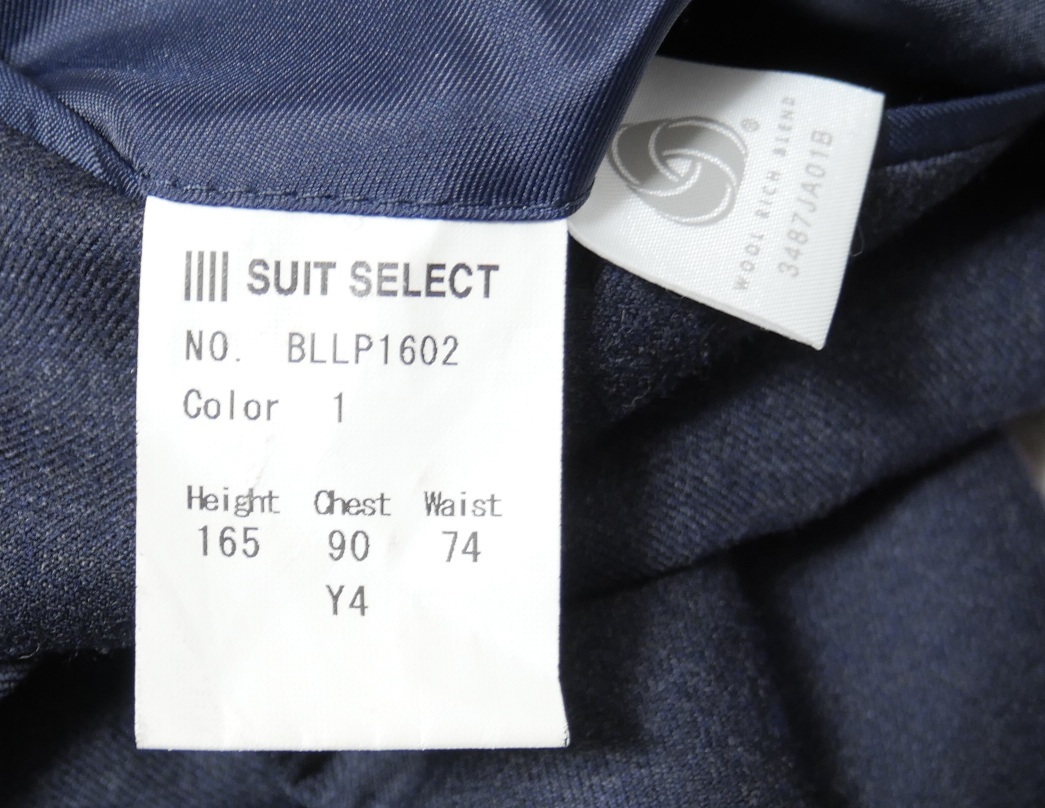 SUIT SELECT
NO. BLLP1602
Color 1
Height Chest Waist
165 90 74
Y4
WOOL RICH BLEND
3487JA01B
®